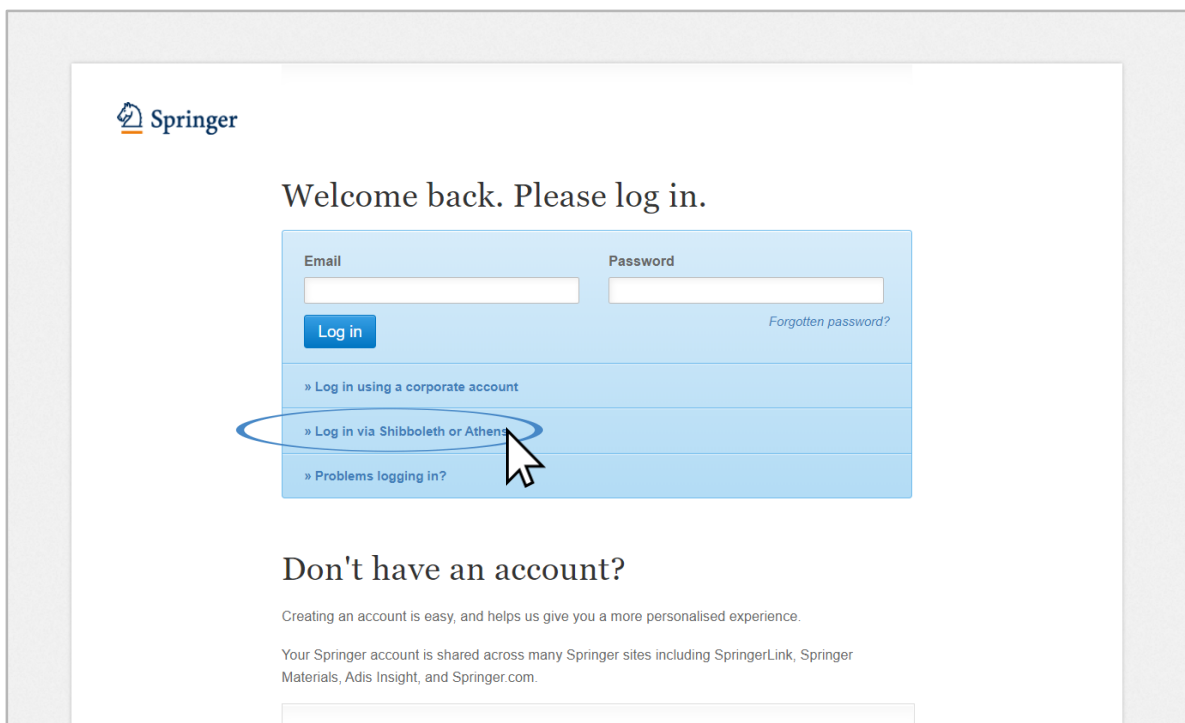 Springer
Welcome back. Please log in.
Email
Password
Log in
Forgotten password?
» Log in using a corporate account
» Log in via Shibboleth or Athens
» Problems logging in?
Don't have an account?
Creating an account is easy, and helps us give you a more personalised experience.
Your Springer account is shared across many Springer sites including SpringerLink, Springer
Materials, Adis Insight, and Springer.com.